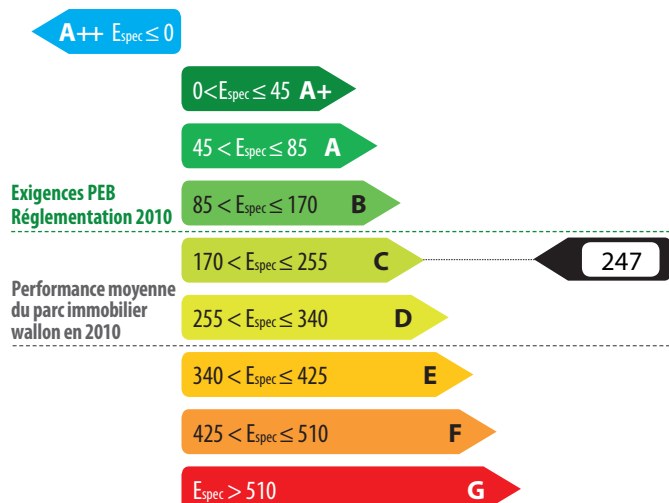 A++ Espec ≤ 0
0<Espec ≤ 45 A+
45 < Espec ≤ 85 A
Exigences PEB
Réglementation 2010
85 < Espec ≤ 170 B
170 < Espec ≤ 255 C
247
Performance moyenne
du parc immobilier
wallon en 2010
255 < Espec ≤ 340 D
340 < Espec ≤ 425 E
425 < Espec ≤ 510 F
Espec > 510 G